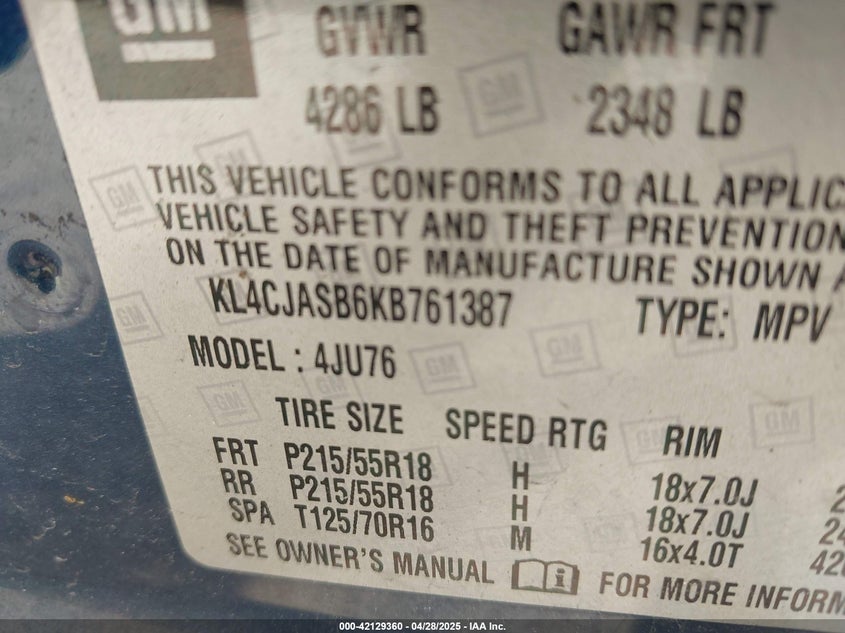 GM
GVWR GAWR FRT
4286 LB 2348 LB
THIS VEHICLE CONFORMS TO ALL APPLIC
VEHICLE SAFETY AND THEFT PREVENTION
ON THE DATE OF MANUFACTURE SHOWN A
KL4CJASB6KB761387 TYPE: MPV
MODEL : 4JU76
TIRE SIZE SPEED RTG RIM
FRT P215/55R18 H 18x7.0J 2
RR P215/55R18 H 18x7.0J 24
SPA T125/70R16 M 16x4.0T 420
SEE OWNER'S MANUAL FOR MORE INFORM
000-42129360 / 04/28/2025 - IAA Inc.